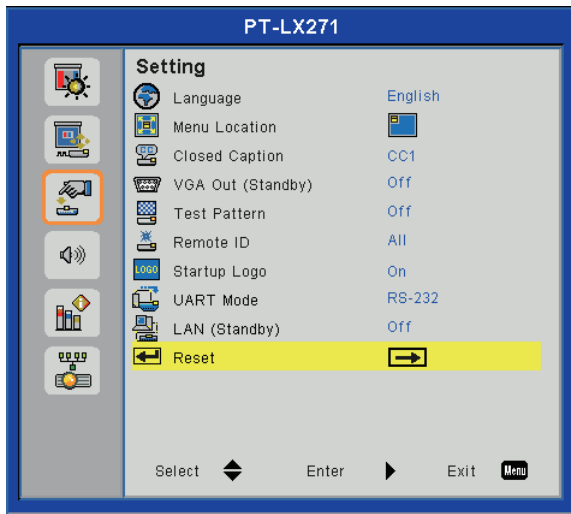 PT-LX271
Setting
Language English
Menu Location
CC Closed Caption CC1
VGA Out (Standby) Off
Test Pattern Off
Remote ID All
LOGO Startup Logo On
UART Mode RS-232
LAN (Standby) Off
Reset
Select Enter Exit Menu